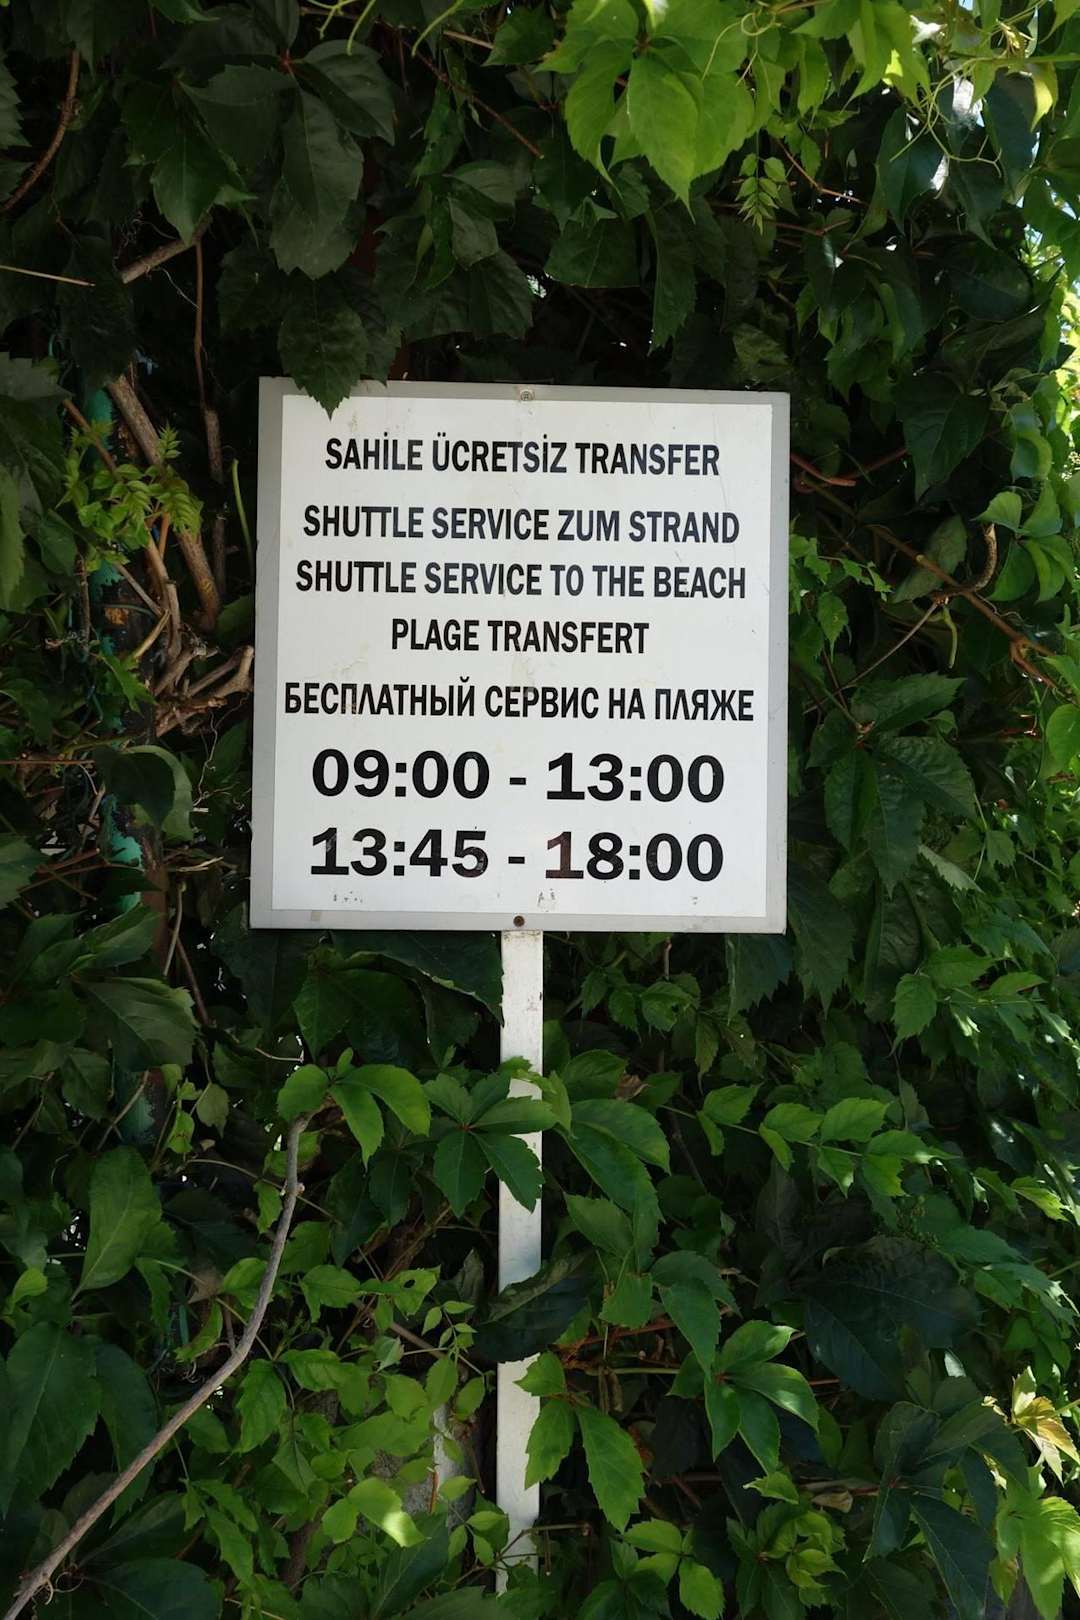 SAHİLE ÜCRETSİZ TRANSFER
SHUTTLE SERVICE ZUM STRAND
SHUTTLE SERVICE TO THE BEACH
PLAGE TRANSFERT
БЕСПЛАТНЫЙ СЕРВИС НА ПЛЯЖЕ
09:00 - 13:00
13:45 - 18:00